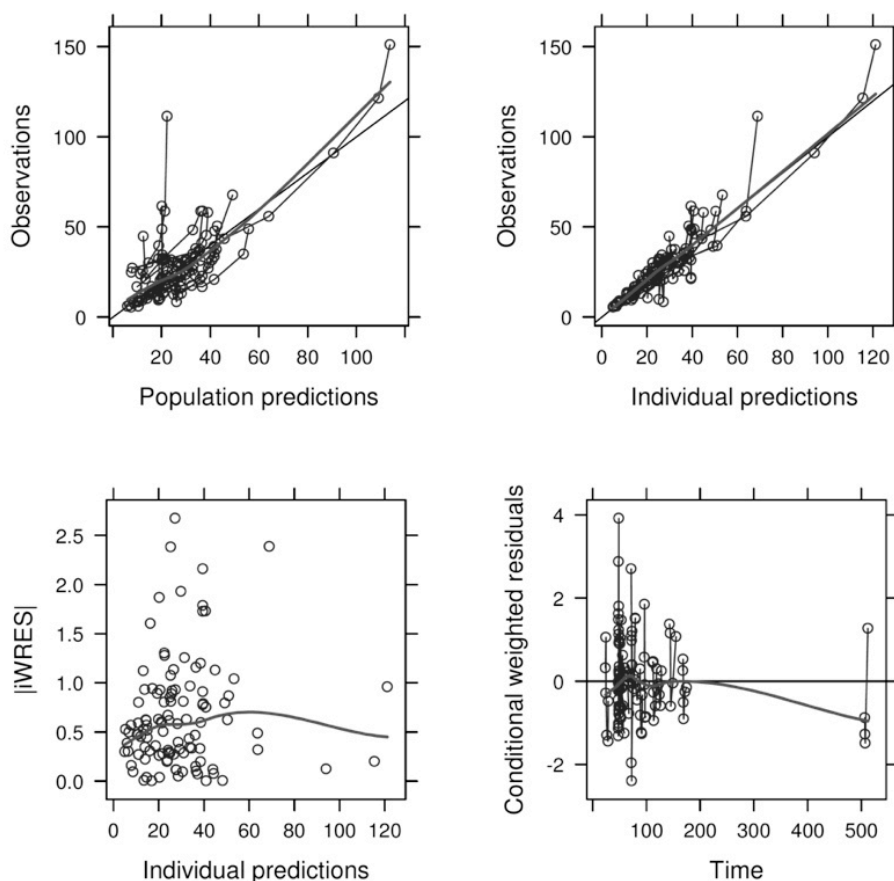 150
100
50
0
Observations
20 40 60 80 100
Population predictions
150
100
50
0
Observations
0 20 40 60 80 100 120
Individual predictions
2.5
2.0
1.5
1.0
0.5
0.0
|iWRES|
0 20 40 60 80 100 120
Individual predictions
4
2
0
-2
Conditional weighted residuals
100 200 300 400 500
Time